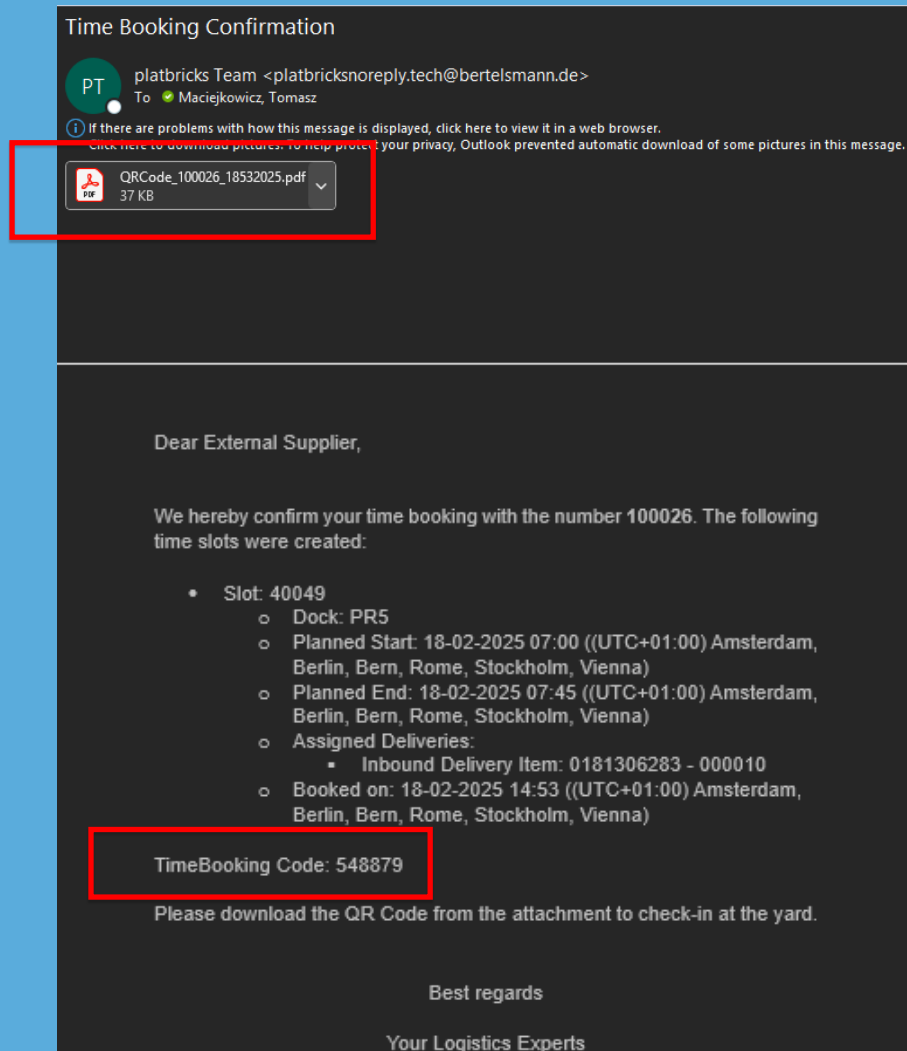 Time Booking Confirmation
PT
platbricks Team <platbricksnoreply.tech@bertelsmann.de>
To Maciejkowicz, Tomasz
If there are problems with how this message is displayed, click here to view it in a web browser.
Click here to download pictures. To help protect your privacy, Outlook prevented automatic download of some pictures in this message.
PDF
QRCode_100026_18532025.pdf
37 KB
Dear External Supplier,
We hereby confirm your time booking with the number 100026. The following
time slots were created:
• Slot: 40049
o Dock: PR5
o Planned Start: 18-02-2025 07:00 ((UTC+01:00) Amsterdam,
Berlin, Bern, Rome, Stockholm, Vienna)
o Planned End: 18-02-2025 07:45 ((UTC+01:00) Amsterdam,
Berlin, Bern, Rome, Stockholm, Vienna)
o Assigned Deliveries:
▪ Inbound Delivery Item: 0181306283 - 000010
o Booked on: 18-02-2025 14:53 ((UTC+01:00) Amsterdam,
Berlin, Bern, Rome, Stockholm, Vienna)
TimeBooking Code: 548879
Please download the QR Code from the attachment to check-in at the yard.
Best regards
Your Logistics Experts